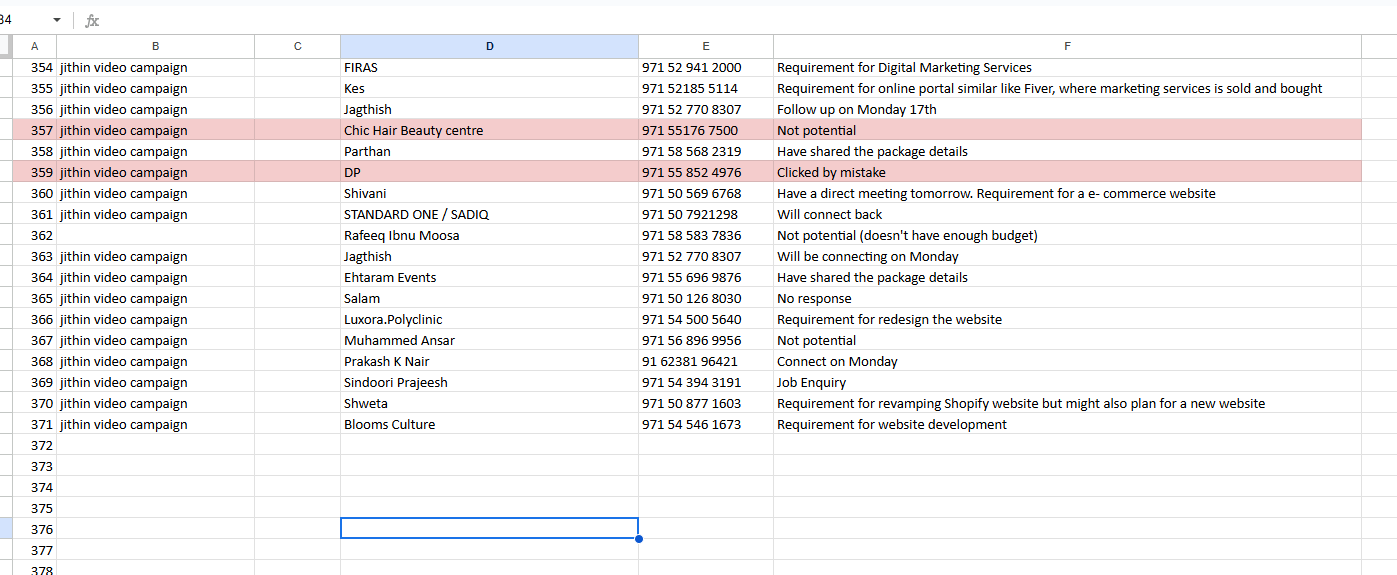 34 fx
A B C D E F
354 jithin video campaign FIRAS 971 52 941 2000 Requirement for Digital Marketing Services
355 jithin video campaign Kes 971 52185 5114 Requirement for online portal similar like Fiver, where marketing services is sold and bought
356 jithin video campaign Jagthish 971 52 770 8307 Follow up on Monday 17th
357 jithin video campaign Chic Hair Beauty centre 971 55176 7500 Not potential
358 jithin video campaign Parthan 971 58 568 2319 Have shared the package details
359 jithin video campaign DP 971 55 852 4976 Clicked by mistake
360 jithin video campaign Shivani 971 50 569 6768 Have a direct meeting tomorrow. Requirement for a e- commerce website
361 jithin video campaign STANDARD ONE / SADIQ 971 50 7921298 Will connect back
362 Rafeeq Ibnu Moosa 971 58 583 7836 Not potential (doesn't have enough budget)
363 jithin video campaign Jagthish 971 52 770 8307 Will be connecting on Monday
364 jithin video campaign Ehtaram Events 971 55 696 9876 Have shared the package details
365 jithin video campaign Salam 971 50 126 8030 No response
366 jithin video campaign Luxora.Polyclinic 971 54 500 5640 Requirement for redesign the website
367 jithin video campaign Muhammed Ansar 971 56 896 9956 Not potential
368 jithin video campaign Prakash K Nair 91 62381 96421 Connect on Monday
369 jithin video campaign Sindoori Prajeesh 971 54 394 3191 Job Enquiry
370 jithin video campaign Shweta 971 50 877 1603 Requirement for revamping Shopify website but might also plan for a new website
371 jithin video campaign Blooms Culture 971 54 546 1673 Requirement for website development
372
373
374
375
376
377
378